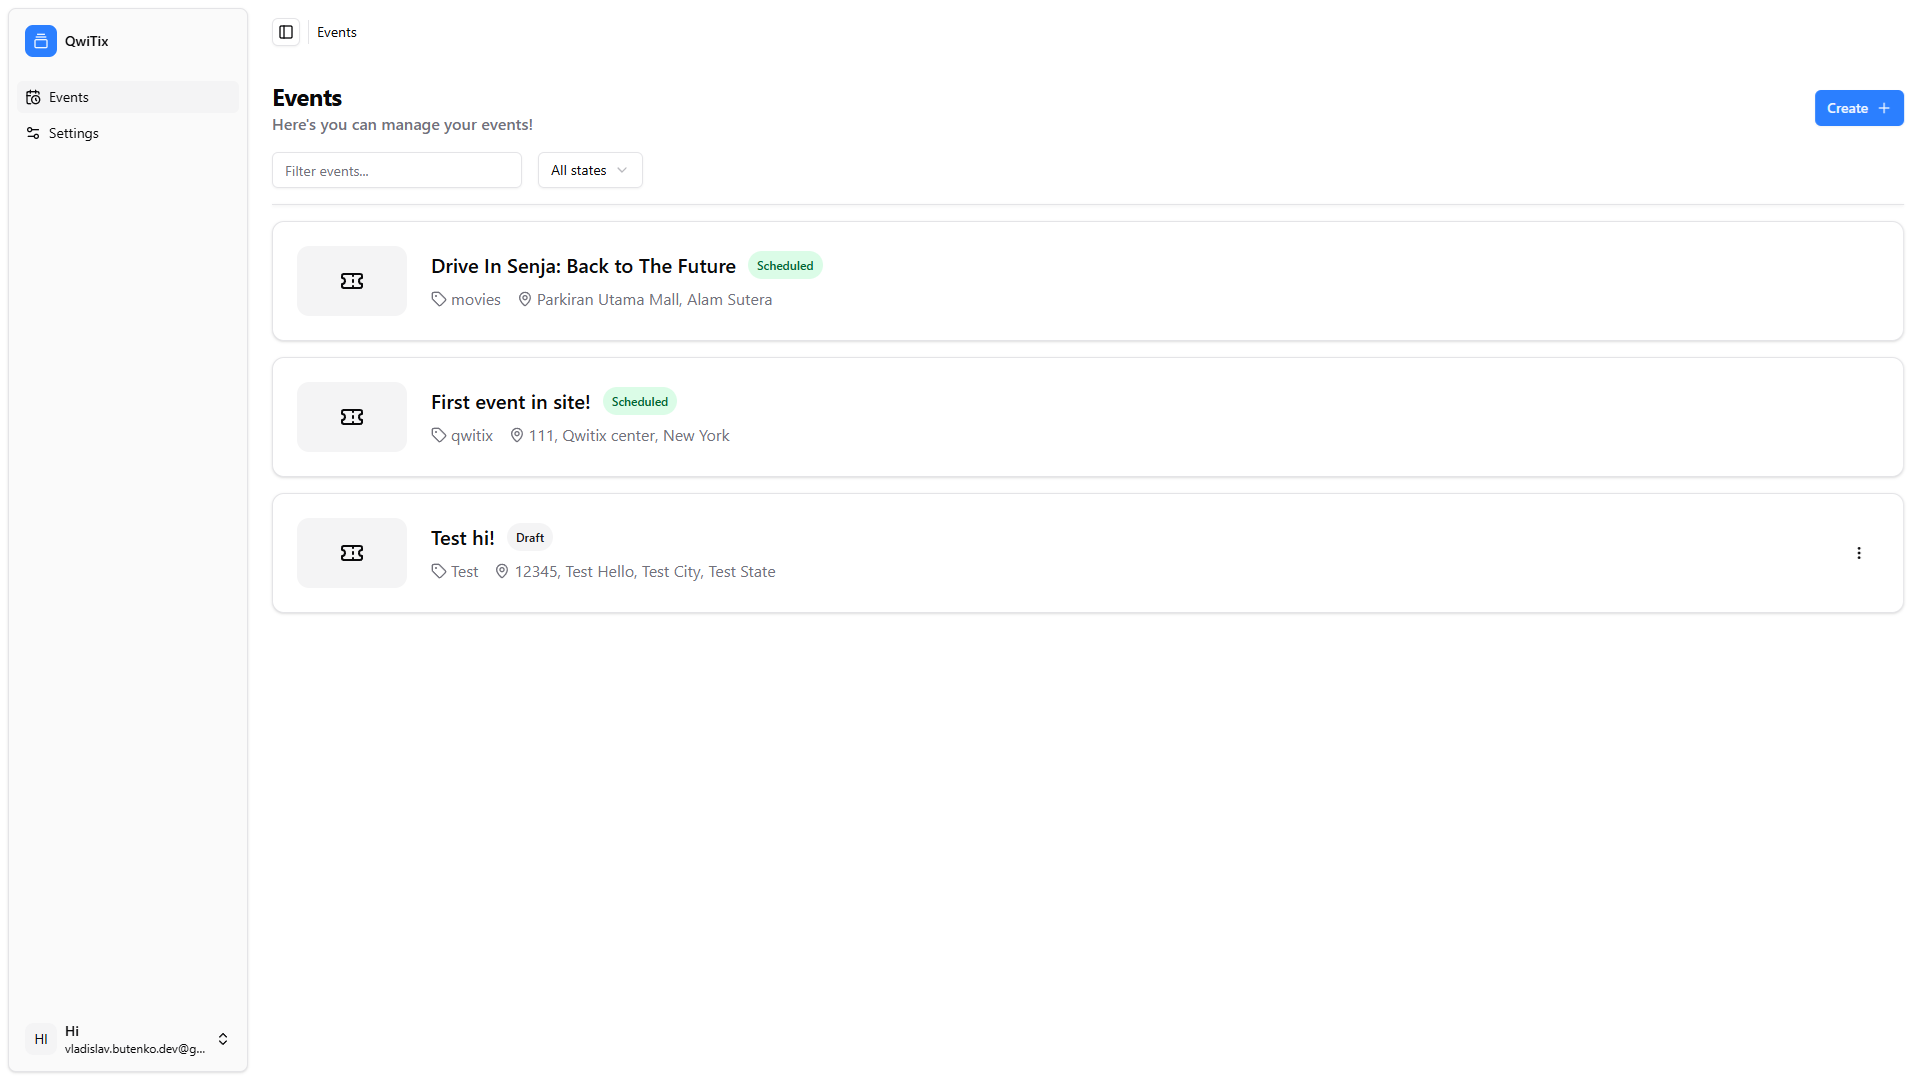 QwiTix
Events
Settings
Events
Events
Here's you can manage your events!
Create
Filter events...
All states
Drive In Senja: Back to The Future
Scheduled
movies
Parkiran Utama Mall, Alam Sutera
First event in site!
Scheduled
qwitix
111, Qwitix center, New York
Test hi!
Draft
Test
12345, Test Hello, Test City, Test State
HI
Hi
vladislav.butenko.dev@g...